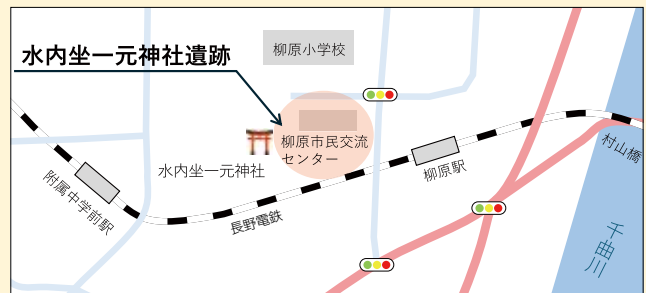 水内坐一元神社遺跡
柳原小学校
柳原市民交流
センター
水内坐一元神社
附属中学前駅
長野電鉄
柳原駅
村山橋
千曲川